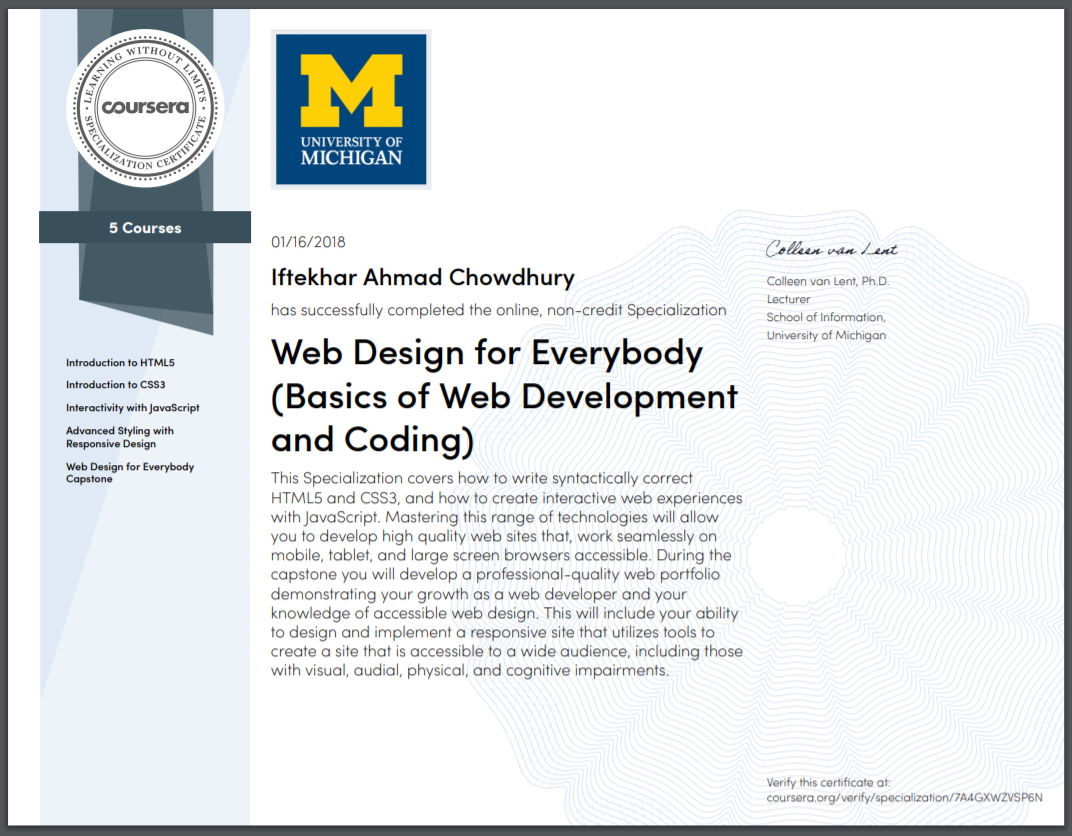 LEARNING WITHOUT LIMITS
coursera
SPECIALIZATION CERTIFICATE
5 Courses
Introduction to HTML5
Introduction to CSS3
Interactivity with JavaScript
Advanced Styling with
Responsive Design
Web Design for Everybody
Capstone
M
UNIVERSITY OF
MICHIGAN
01/16/2018
Iftekhar Ahmad Chowdhury
has successfully completed the online, non-credit Specialization
Web Design for Everybody
(Basics of Web Development
and Coding)
This Specialization covers how to write syntactically correct
HTML5 and CSS3, and how to create interactive web experiences
with JavaScript. Mastering this range of technologies will allow
you to develop high quality web sites that, work seamlessly on
mobile, tablet, and large screen browsers accessible. During the
capstone you will develop a professional-quality web portfolio
demonstrating your growth as a web developer and your
knowledge of accessible web design. This will include your ability
to design and implement a responsive site that utilizes tools to
create a site that is accessible to a wide audience, including those
with visual, audial, physical, and cognitive impairments.
Colleen van Lent
Colleen van Lent, Ph.D.
Lecturer
School of Information,
University of Michigan
Verify this certificate at:
coursera.org/verify/specialization/7A4GXWZVSP6N